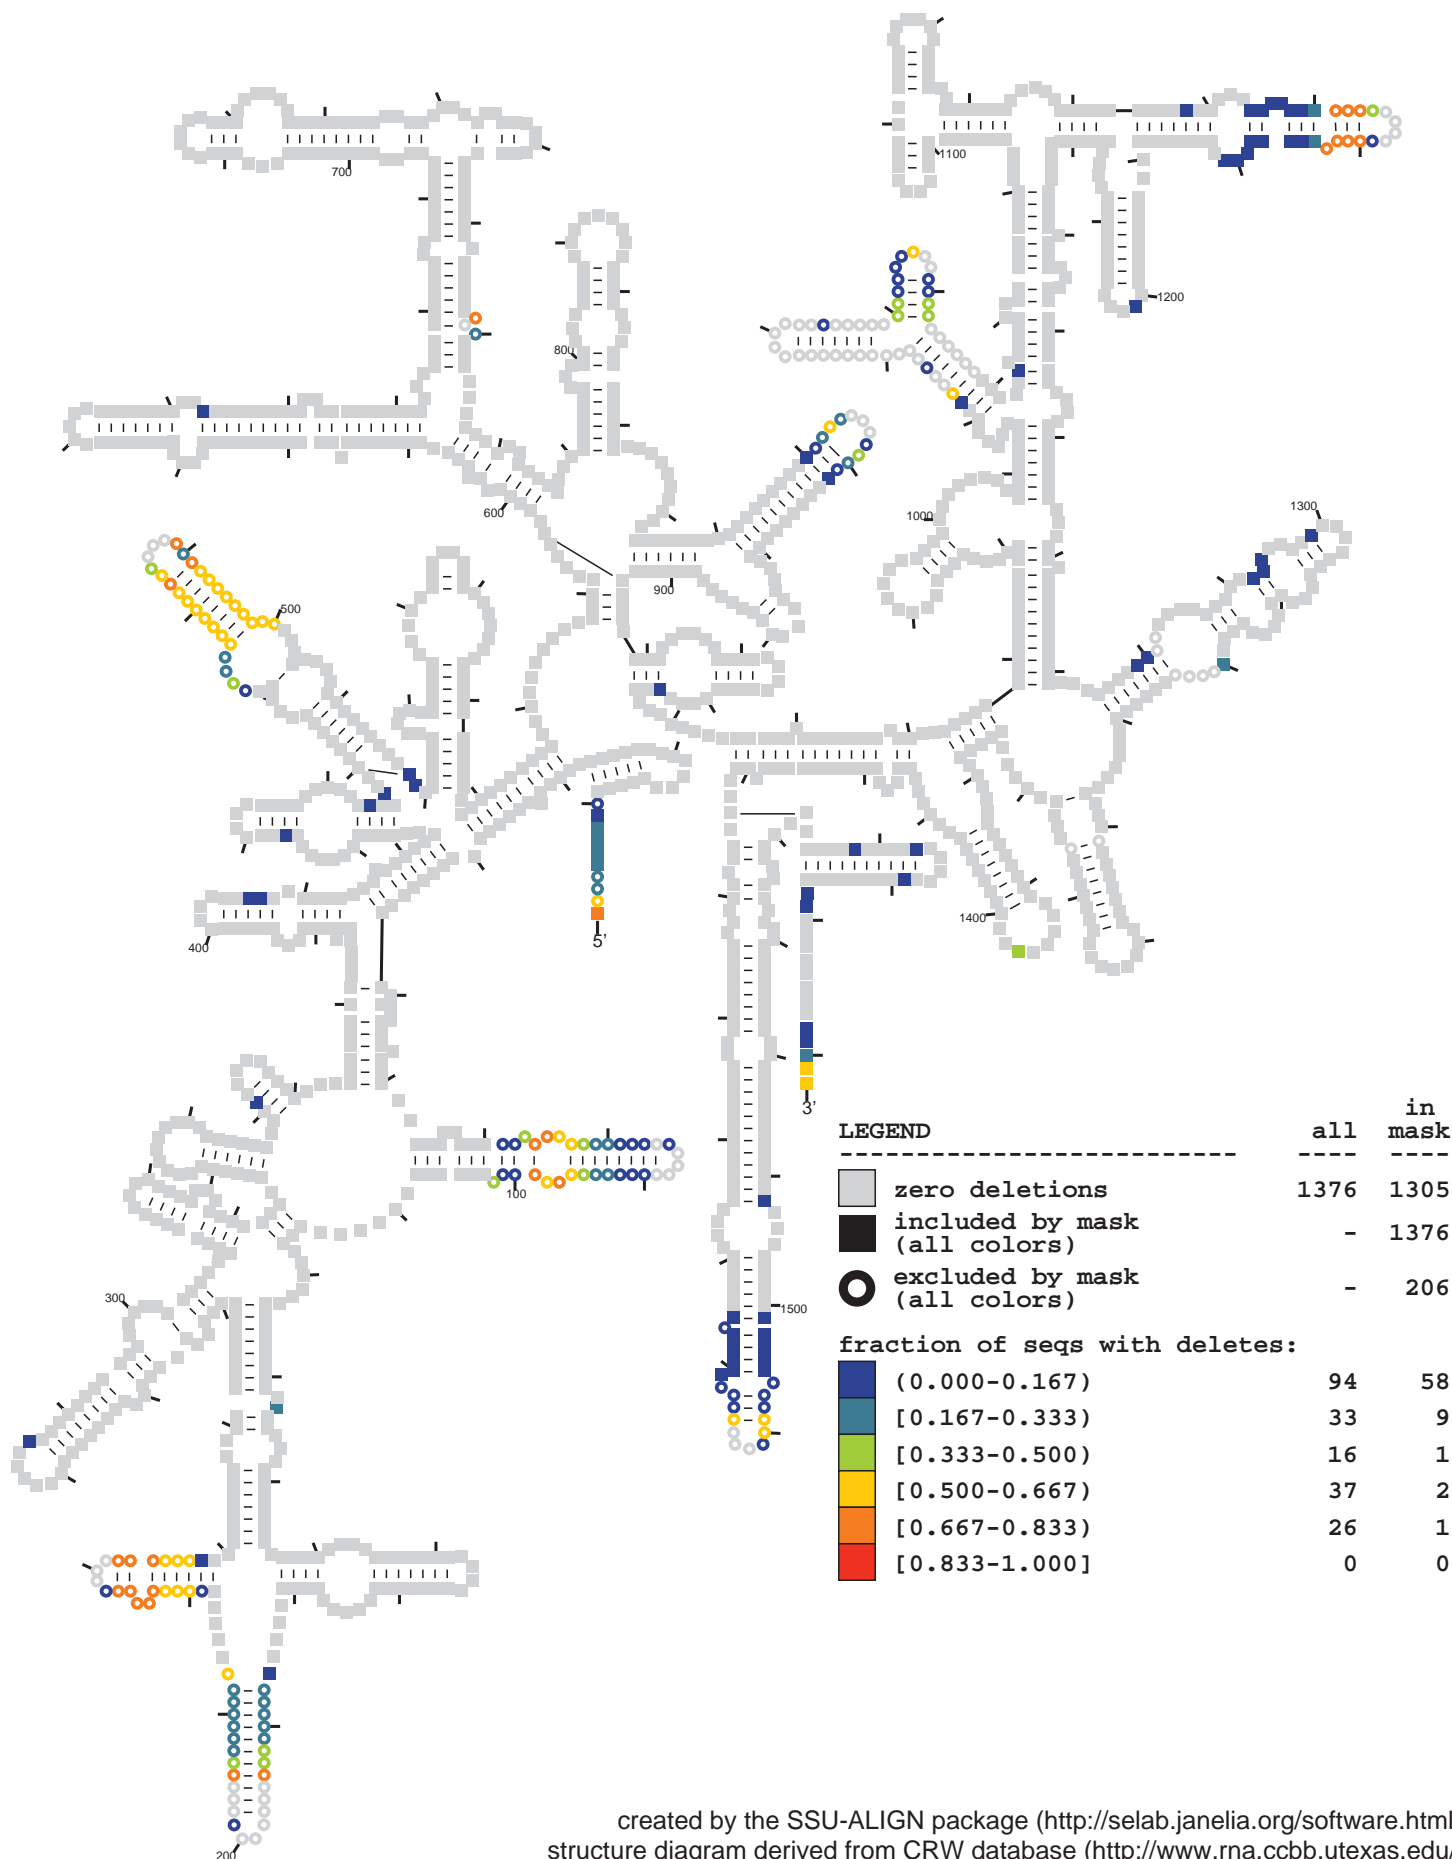 700
1100
1200
800
600
1000
1300
900
500
1400
400
5'
3'
100
1500
300
200
in
LEGEND all mask
zero deletions 1376 1305
included by mask
(all colors) - 1376
excluded by mask
(all colors) - 206
fraction of seqs with deletes:
(0.000-0.167) 94 58
[0.167-0.333) 33 9
[0.333-0.500) 16 1
[0.500-0.667) 37 2
[0.667-0.833) 26 1
[0.833-1.000] 0 0
created by the SSU-ALIGN package (http://selab.janelia.org/software.html
structure diagram derived from CRW database (http://www.rna.ccbb.utexas.edu/